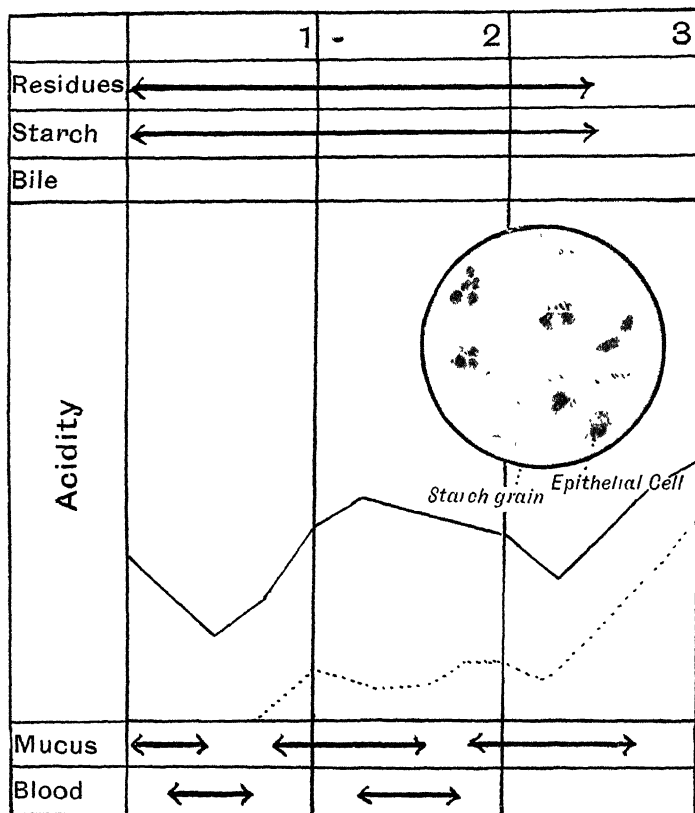 1 - 2 3
Residues
Starch
Bile
Acidity
Starch grain Epithelial Cell
Mucus
Blood